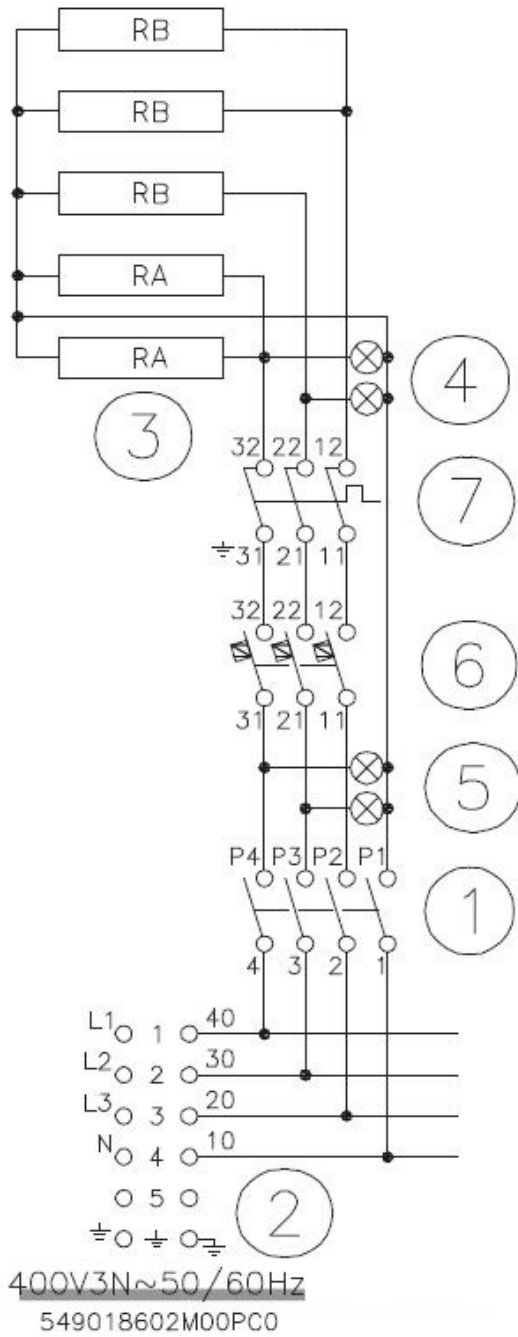 RB
RB
RB
RA
RA
4
3
32 22 12
7
31 21 11
32 22 12
6
31 21 11
5
P4 P3 P2 P1
1
4 3 2 1
L1 1 40
L2 2 30
L3 3 20
N 4 10
5
2
400V3N~50/60Hz
549018602M00PC0